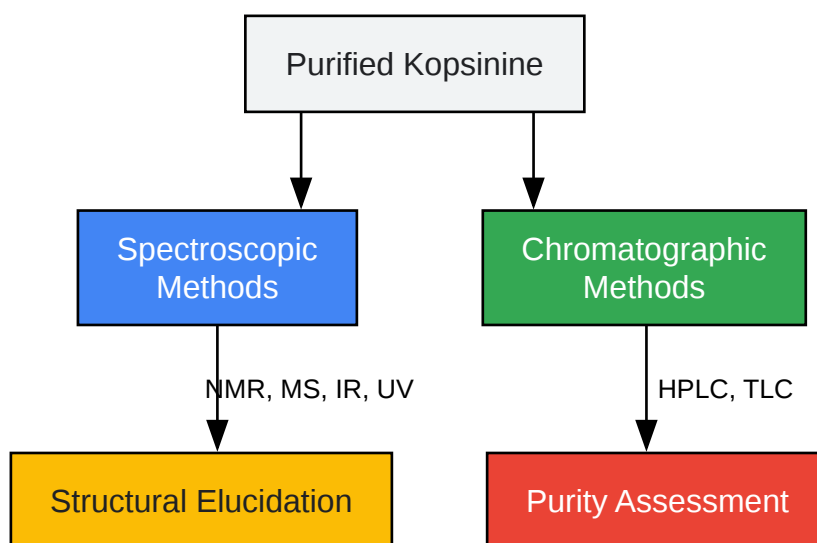 Purified Kopsinine
Spectroscopic
Methods
Chromatographic
Methods
NMR, MS, IR, UV
HPLC, TLC
Structural Elucidation
Purity Assessment